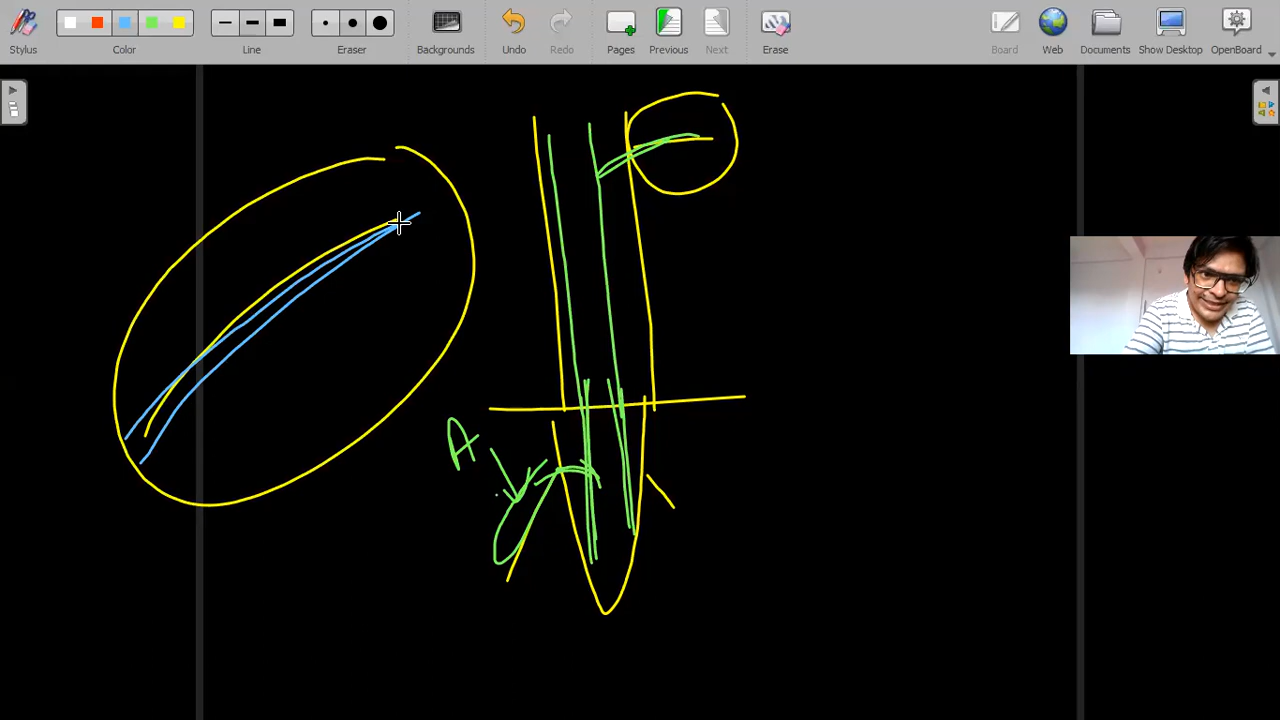 Stylus
Color
Line
Eraser
Backgrounds
Undo
Redo
Pages
Previous
Next
Erase
Board
Web
Documents
Show Desktop
OpenBoard
A